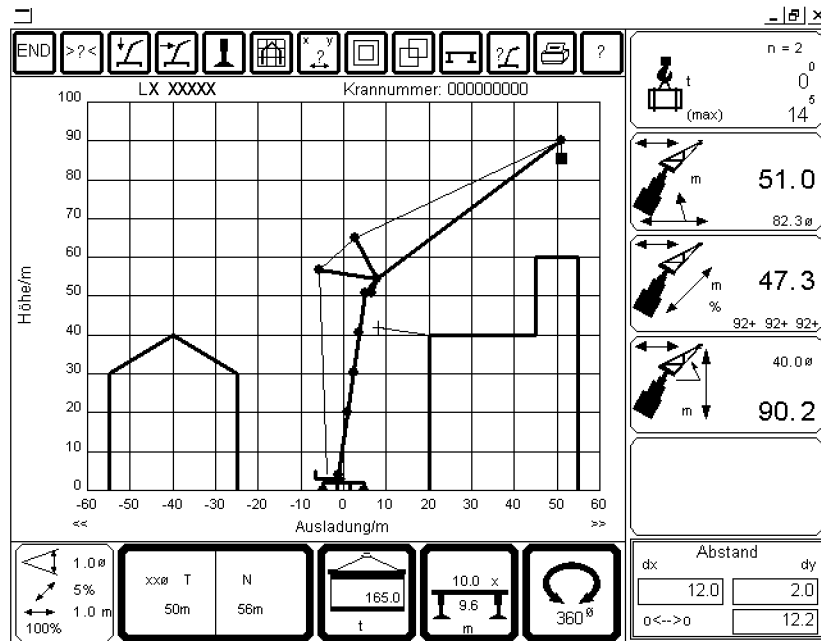 END >?< x y ? ? ?
LX XXXXX Krannummer: 000000000
n = 2
t 0 0
(max) 14 5
m 51.0
82.3ø
m 47.3
%
92+ 92+ 92+
40.0ø
m 90.2
Höhe/m
100
90
80
70
60
50
40
30
20
10
0
-60 -50 -40 -30 -20 -10 0 10 20 30 40 50 60
<< Ausladung/m >>
1.0ø
5%
1.0 m
100%
xxø T N
50m 56m
165.0
t
10.0 x
9.6
m
360ø
Abstand
dx dy
12.0 2.0
o<-->o 12.2